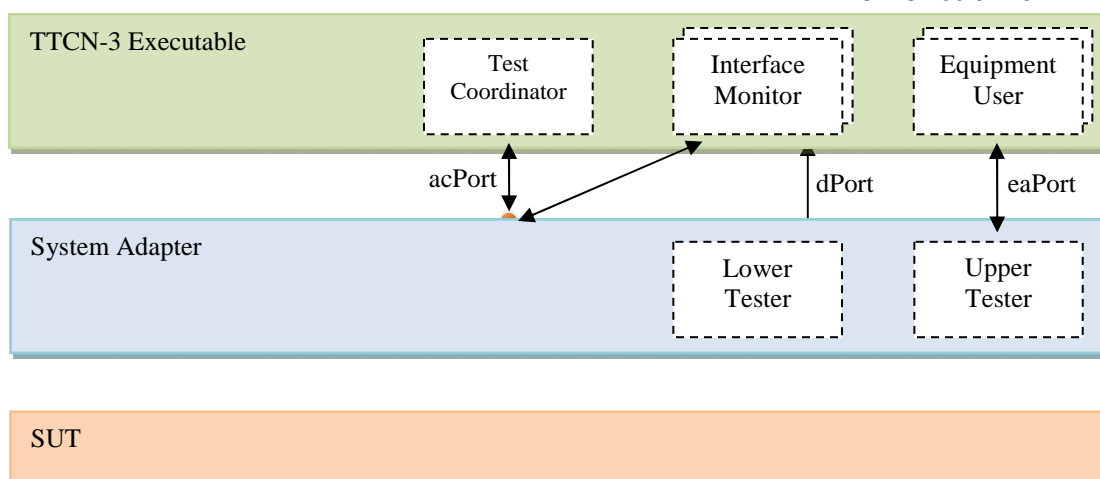 TTCN-3 Executable
Test
Coordinator
Interface
Monitor
Equipment
User
acPort
dPort
eaPort
System Adapter
Lower
Tester
Upper
Tester
SUT